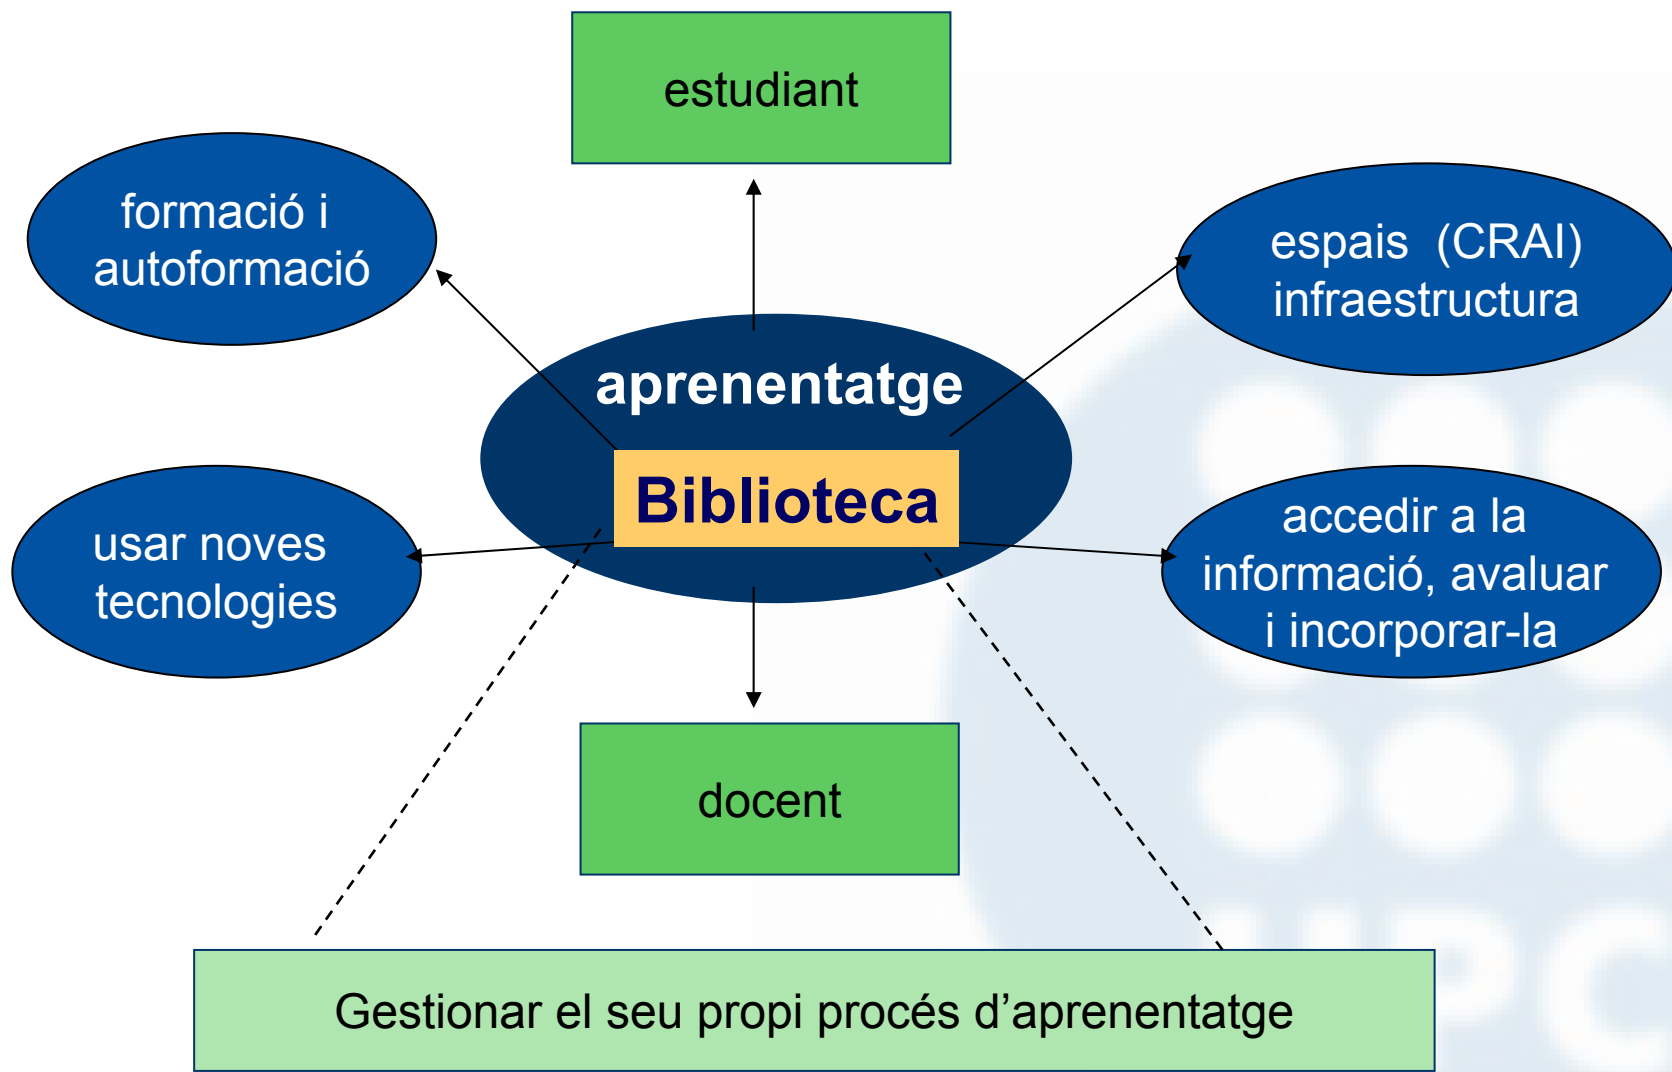 estudiant
formació i
autoformació
espais (CRAI)
infraestructura
aprenentatge
Biblioteca
usar noves
tecnologies
accedir a la
informació, avaluar
i incorporar-la
docent
Gestionar el seu propi procés d’aprenentatge
UPC